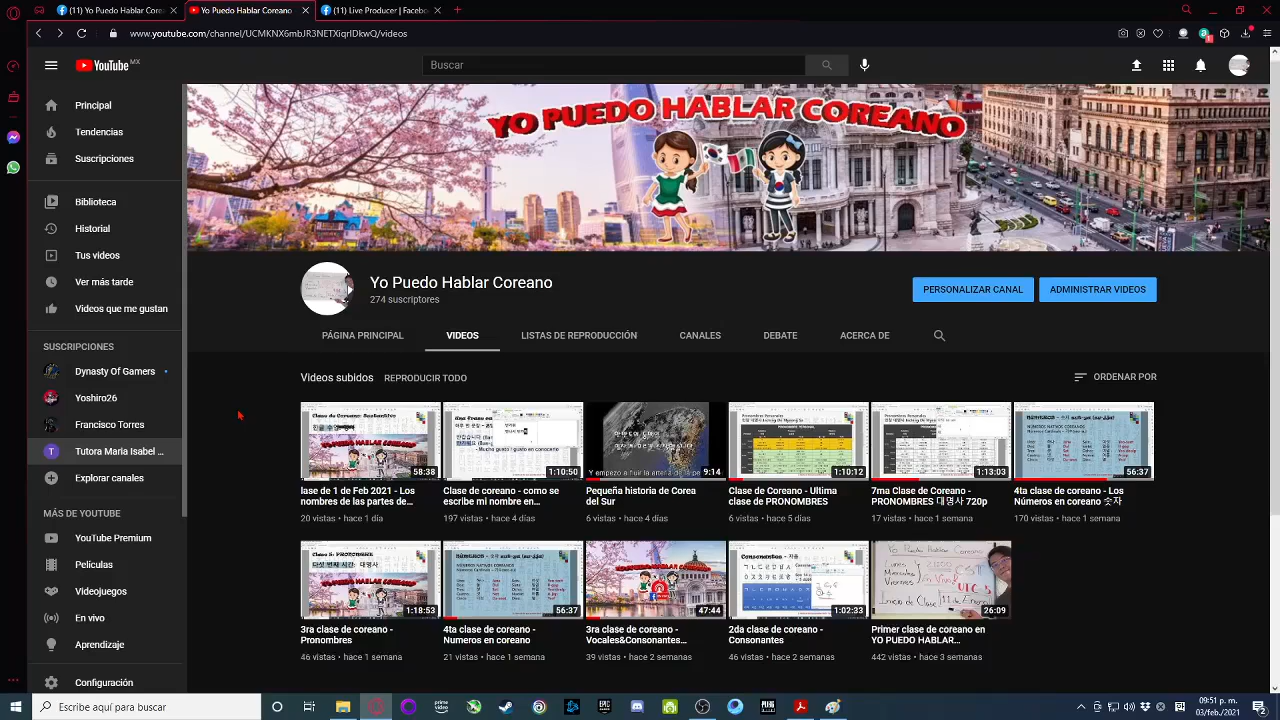 (11) Yo Puedo Hablar Core
Yo Puedo Hablar Coreano
(11) Live Producer | Facebo
www.youtube.com/channel/UCMKNX6mbJR3NETXiqrlDkwQ/videos
YouTube MX
Buscar
Principal
Tendencias
Suscripciones
Biblioteca
Historial
Tus videos
Ver más tarde
Videos que me gustan
SUSCRIPCIONES
Dynasty Of Gamers
Francisco Torres
Tutora Maria Isabel ...
Explorar canales
MÁS DE YOUTUBE
YouTube Premium
Videojuegos
En vivo
Aprendizaje
Configuración
YO PUEDO HABLAR COREANO
Yo Puedo Hablar Coreano
274 suscriptores
PERSONALIZAR CANAL
ADMINISTRAR VIDEOS
PÁGINA PRINCIPAL
VIDEOS
LISTAS DE REPRODUCCIÓN
CANALES
DEBATE
ACERCA DE
Videos subidos
REPRODUCIR TODO
ORDENAR POR
58:38
1:10:50
9:14
1:10:12
1:13:03
56:37
lase de 1 Feb 2021 - Los nombres de las partes de...
20 vistas • hace 1 día
Clase de coreano - como se escribe mi nombre en...
197 vistas • hace 4 días
Pequeña historia de Corea del Sur
6 vistas • hace 4 días
Clase de Coreano - Ultima clase de PRONOMBRES
6 vistas • hace 5 días
7ma Clase de Coreano - PRONOMBRES 대명사 720p
17 vistas • hace 1 semana
4ta clase de Coreano - Los Números en coreano 숫자
170 vistas • hace 1 semana
1:18:53
56:37
47:44
1:02:33
26:09
3ra clase de coreano - Pronombres
46 vistas • hace 1 semana
4ta clase de coreano - Numeros en coreano
21 vistas • hace 1 semana
3ra clase de coreano - Vocales&Consonantes...
39 vistas • hace 2 semanas
2da clase de coreano - Consonantes
46 vistas • hace 2 semanas
Primer clase de coreano en YO PUEDO HABLAR...
442 vistas • hace 3 semanas
Escribe aquí para buscar
09:51 p. m.
03/feb./2021